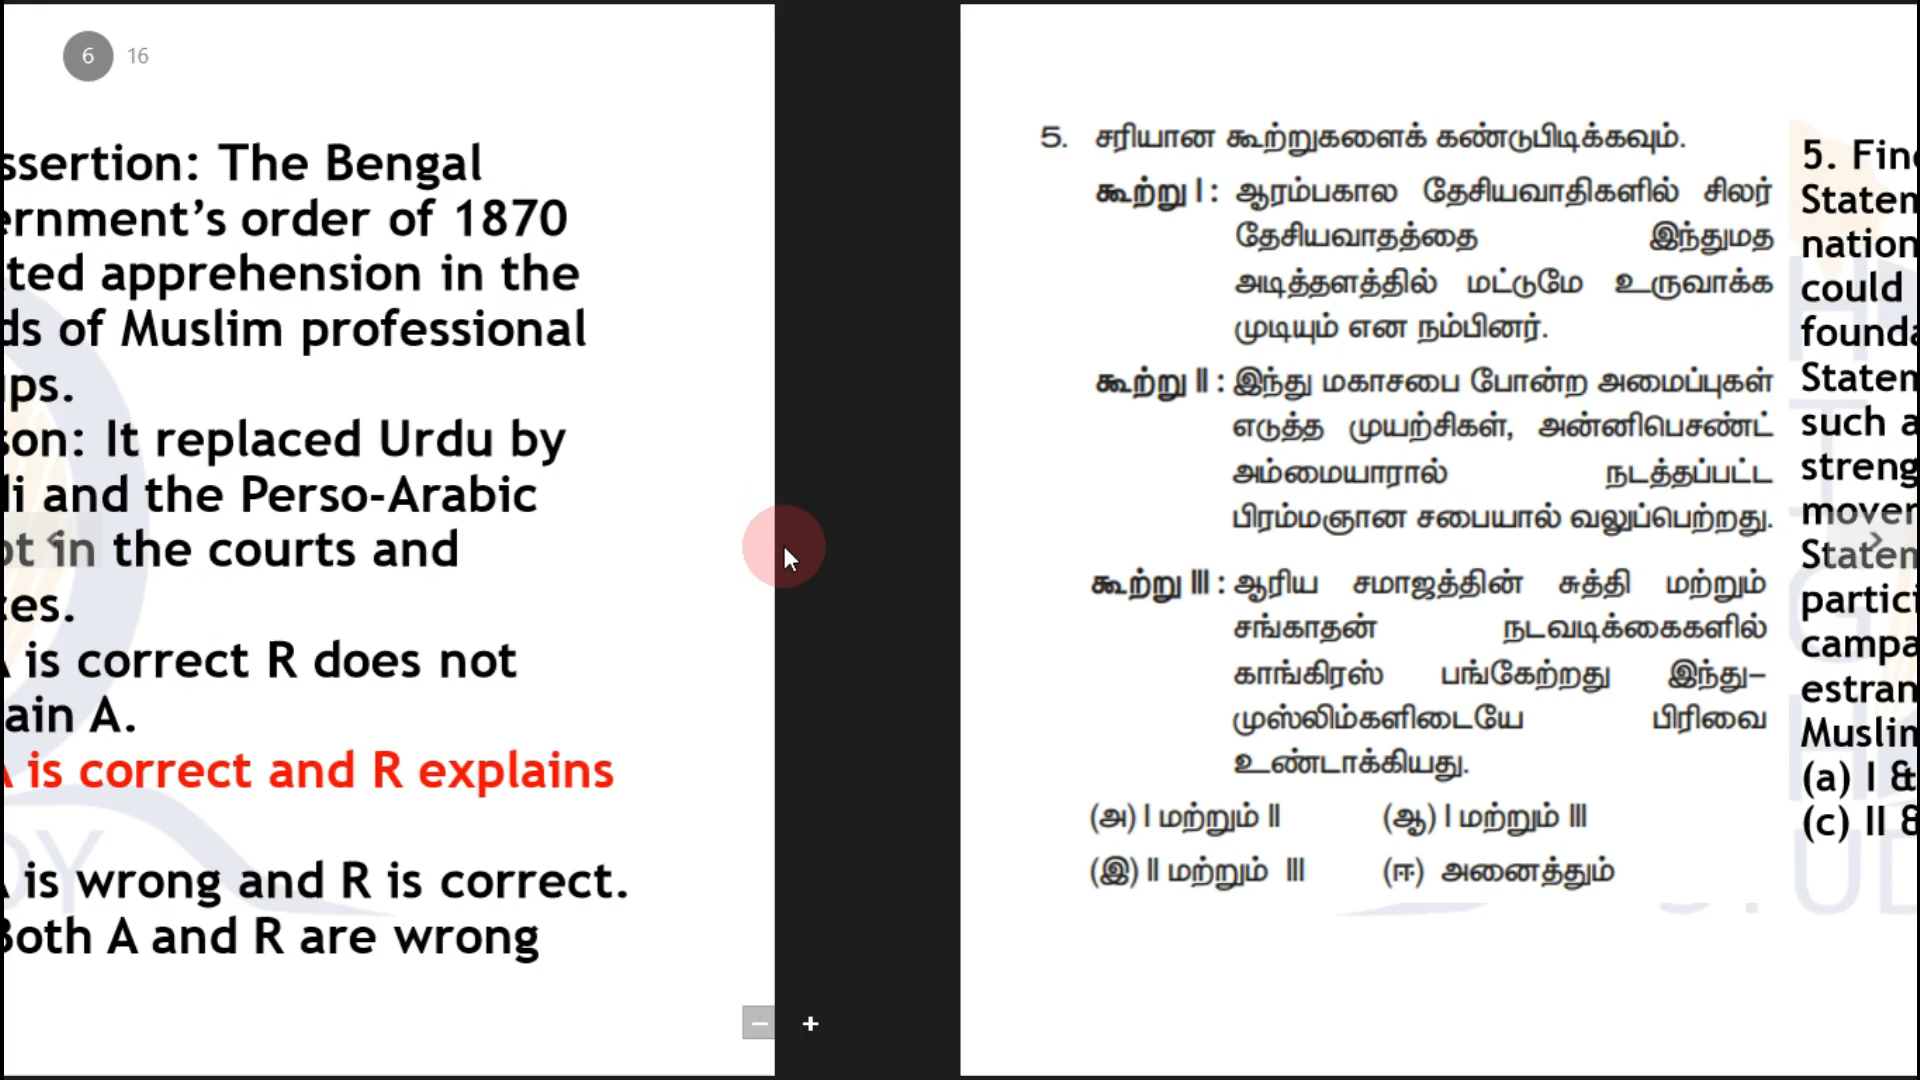 6 16
ssertion: The Bengal
ernment's order of 1870
ted apprehension in the
ds of Muslim professional
ps.
son: It replaced Urdu by
i and the Perso-Arabic
ot in the courts and
ces.
A is correct R does not
ain A.
A is correct and R explains
A is wrong and R is correct.
Both A and R are wrong
5. சரியான கூற்றுகளைக் கண்டுபிடிக்கவும்.
கூற்று I : ஆரம்பகால தேசியவாதிகளில் சிலர்
தேசியவாதத்தை இந்துமத
அடித்தளத்தில் மட்டுமே உருவாக்க
முடியும் என நம்பினர்.
கூற்று II : இந்து மகாசபை போன்ற அமைப்புகள்
எடுத்த முயற்சிகள், அன்னிபெசண்ட்
அம்மையாரால் நடத்தப்பட்ட
பிரம்மஞான சபையால் வலுப்பெற்றது.
கூற்று III : ஆரிய சமாஜத்தின் சுத்தி மற்றும்
சங்காதன் நடவடிக்கைகளில்
காங்கிரஸ் பங்கேற்றது இந்து–
முஸ்லிம்களிடையே பிரிவை
உண்டாக்கியது.
(அ) I மற்றும் II (ஆ) I மற்றும் III
(இ) II மற்றும் III (ஈ) அனைத்தும்
5. Fin
Staten
nation
could
founda
Staten
such a
streng
mover
Staten
partici
campa
estran
Muslin
(a) I &
(c) II &